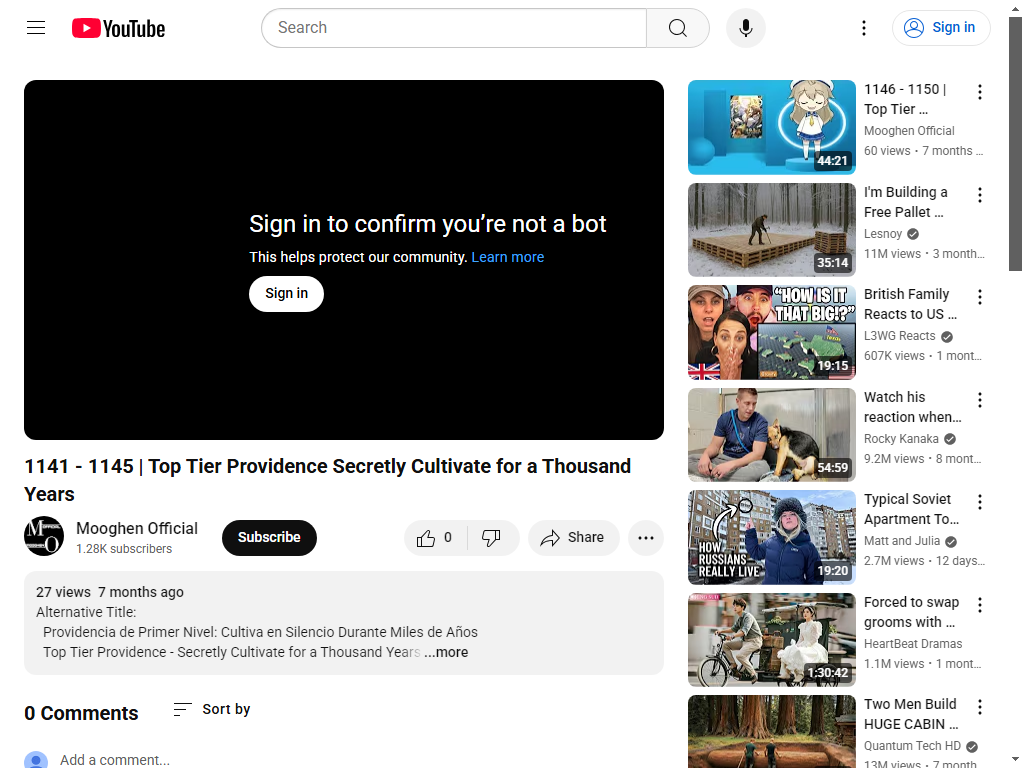 YouTube
Search
Sign in
Sign in to confirm you’re not a bot
This helps protect our community. Learn more
Sign in
1141 - 1145 | Top Tier Providence Secretly Cultivate for a Thousand
Years
Mooghen Official
1.28K subscribers
Subscribe
0
Share
27 views 7 months ago
Alternative Title:
Providencia de Primer Nivel: Cultiva en Silencio Durante Miles de Años
Top Tier Providence - Secretly Cultivate for a Thousand Years ...more
0 Comments
Sort by
Add a comment...
44:21
1146 - 1150 |
Top Tier ...
Mooghen Official
60 views • 7 months ...
35:14
I'm Building a
Free Pallet ...
Lesnoy
11M views • 3 month...
"HOW IS IT
THAT BIG!?"
19:15
British Family
Reacts to US ...
L3WG Reacts
607K views • 1 mont...
54:59
Watch his
reaction when...
Rocky Kanaka
9.2M views • 8 mont...
HOW
RUSSIANS
REALLY LIVE
19:20
Typical Soviet
Apartment To...
Matt and Julia
2.7M views • 12 days...
1:30:42
Forced to swap
grooms with ...
HeartBeat Dramas
1.1M views • 1 mont...
Two Men Build
HUGE CABIN ...
Quantum Tech HD
13M views • 7 month...